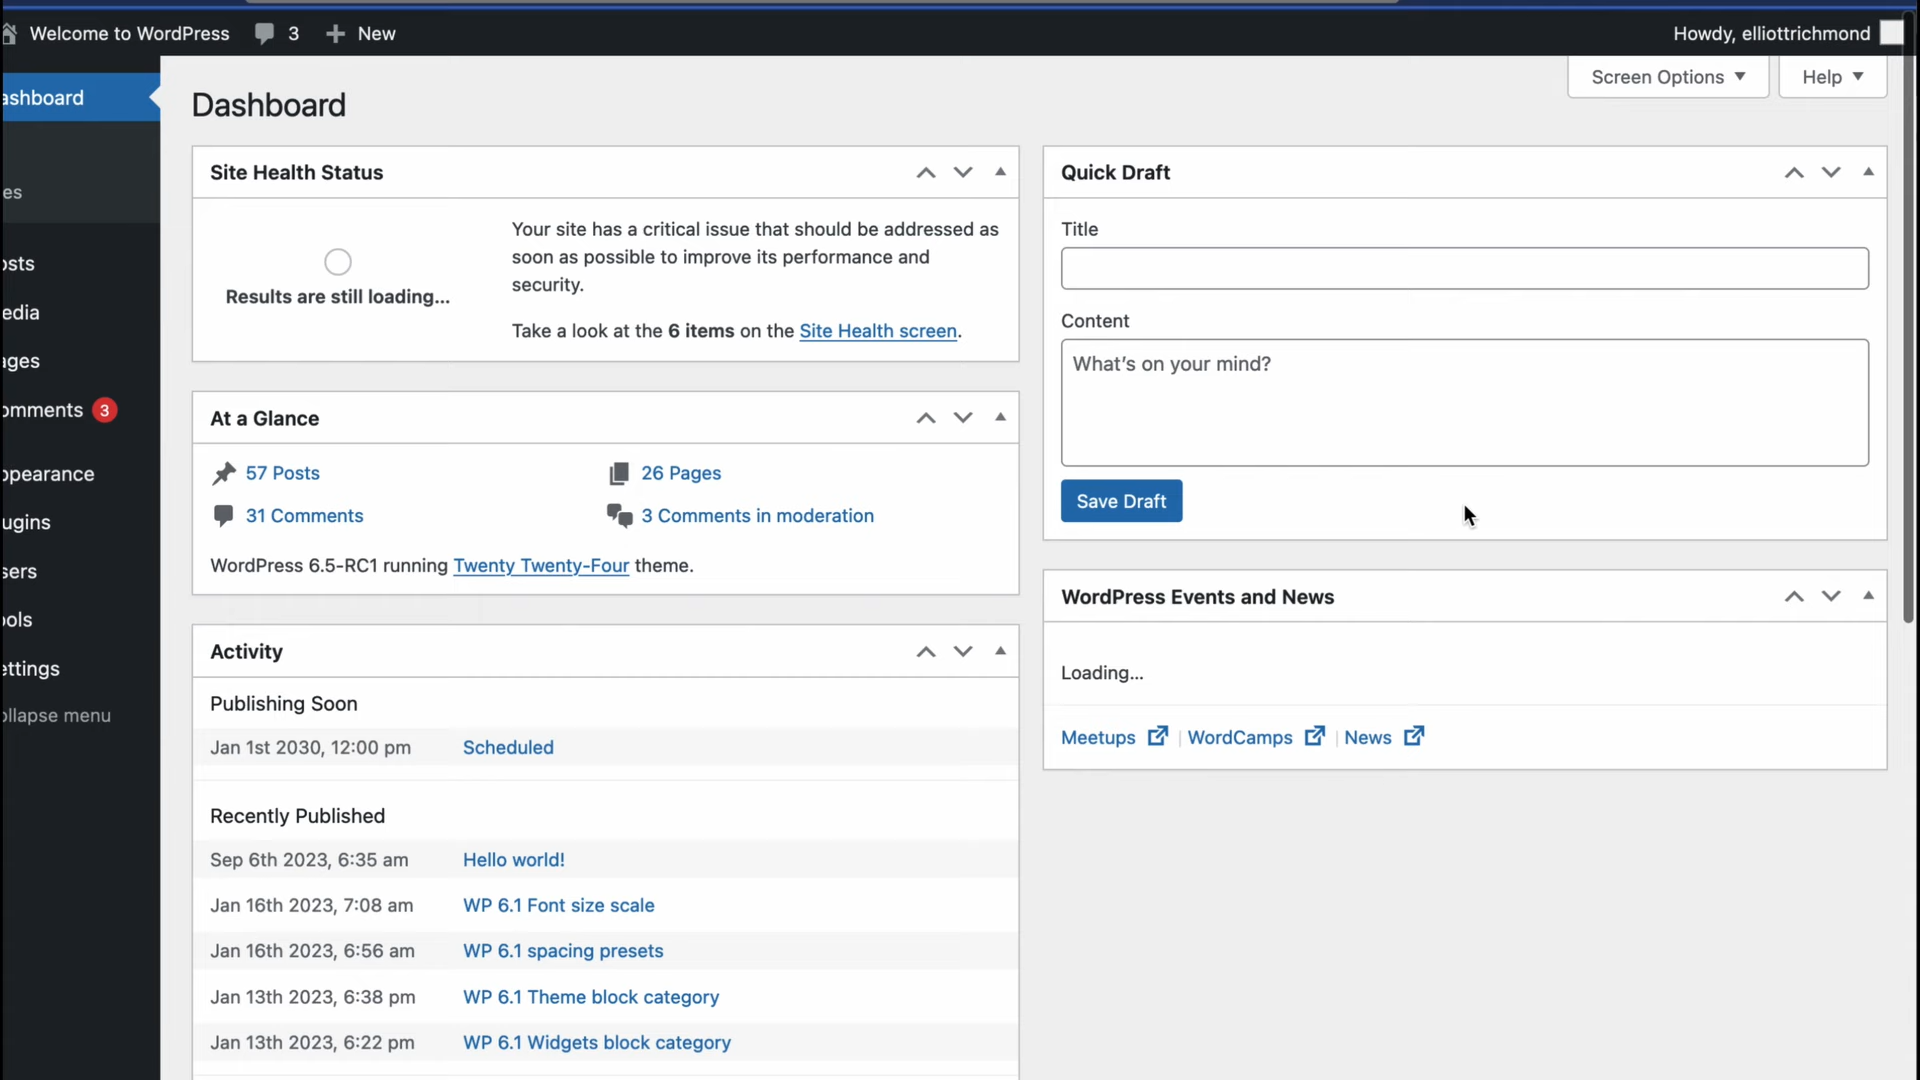 Welcome to WordPress 3 New Howdy, elliottrichmond
Screen Options Help
ashboard
es
osts
edia
ages
omments 3
ppearance
ugins
sers
ools
ettings
ollapse menu
Dashboard
Site Health Status
Results are still loading...
Your site has a critical issue that should be addressed as
soon as possible to improve its performance and
security.
Take a look at the 6 items on the Site Health screen.
At a Glance
57 Posts
26 Pages
31 Comments
3 Comments in moderation
WordPress 6.5-RC1 running Twenty Twenty-Four theme.
Activity
Publishing Soon
Jan 1st 2030, 12:00 pm Scheduled
Recently Published
Sep 6th 2023, 6:35 am Hello world!
Jan 16th 2023, 7:08 am WP 6.1 Font size scale
Jan 16th 2023, 6:56 am WP 6.1 spacing presets
Jan 13th 2023, 6:38 pm WP 6.1 Theme block category
Jan 13th 2023, 6:22 pm WP 6.1 Widgets block category
Quick Draft
Title
Content
What's on your mind?
Save Draft
WordPress Events and News
Loading...
Meetups | WordCamps | News